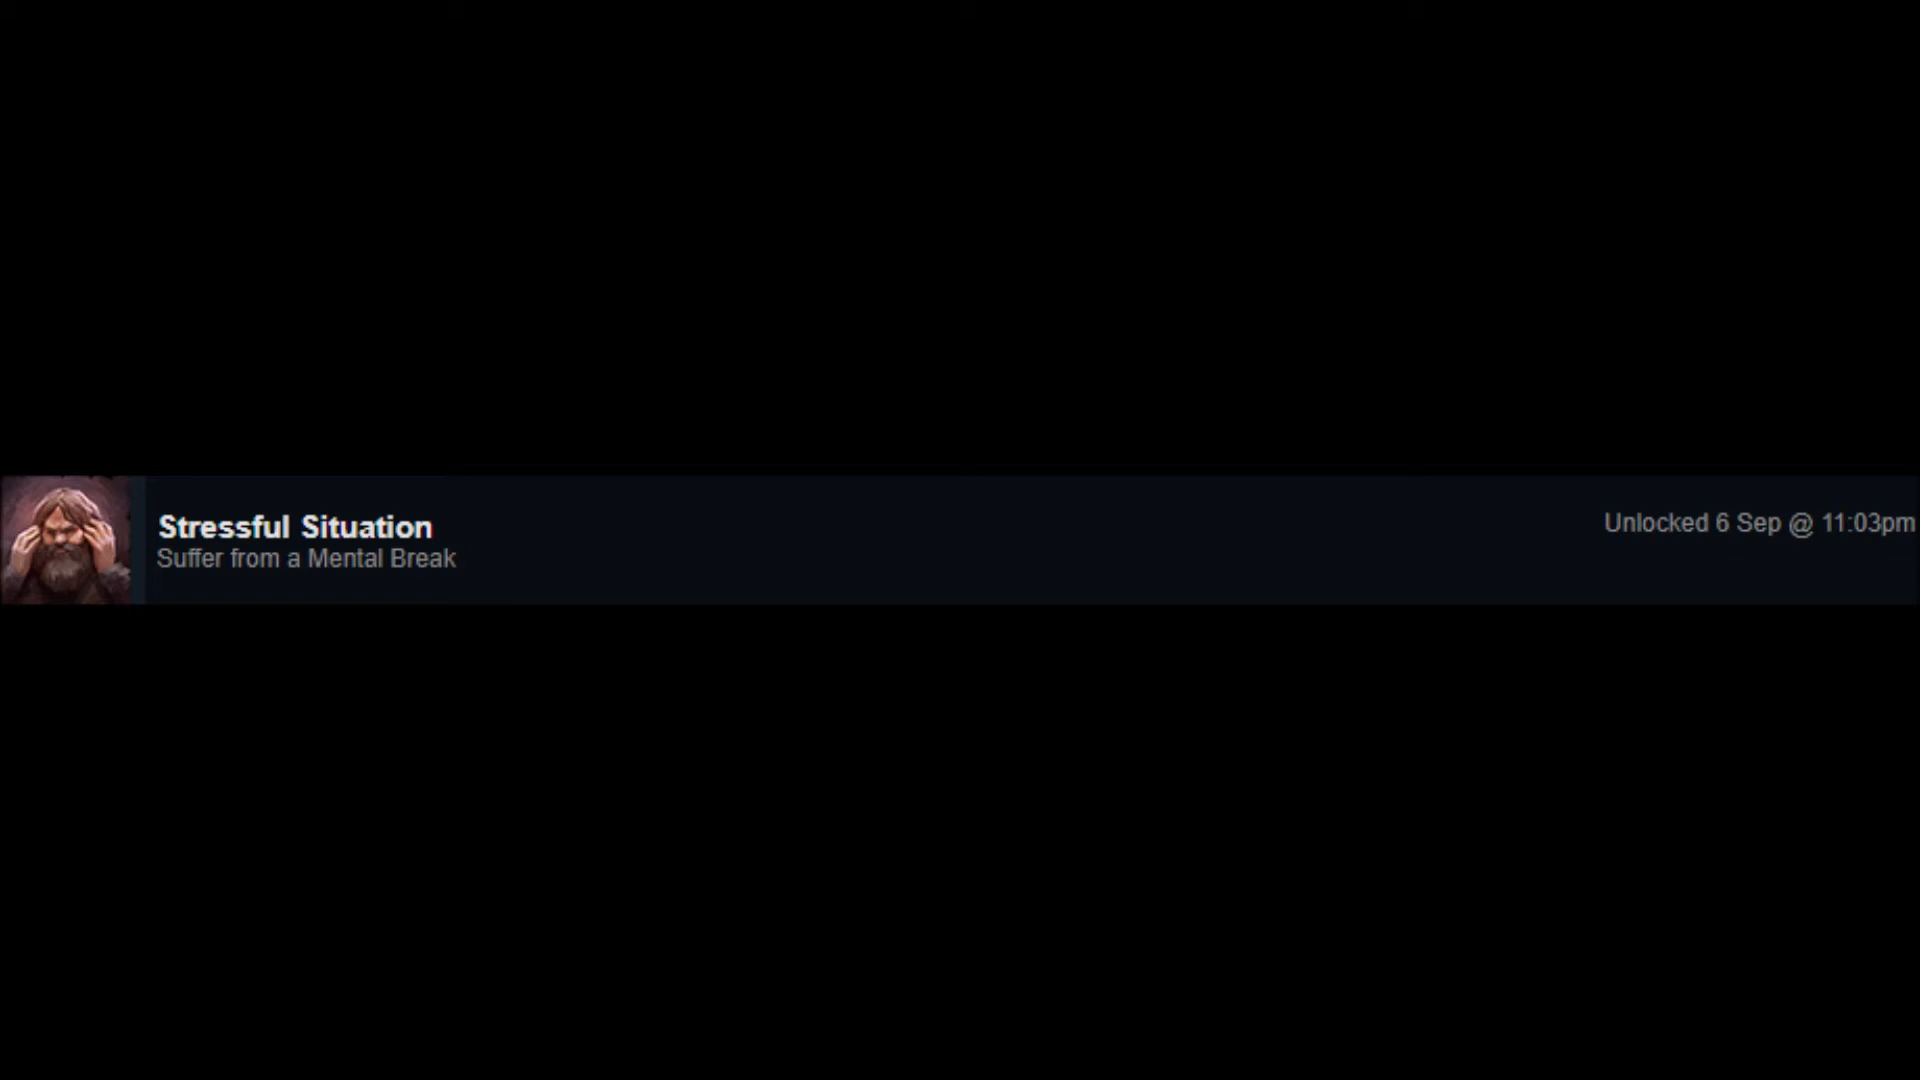 Stressful Situation
Suffer from a Mental Break
Unlocked 6 Sep @ 11:03pm